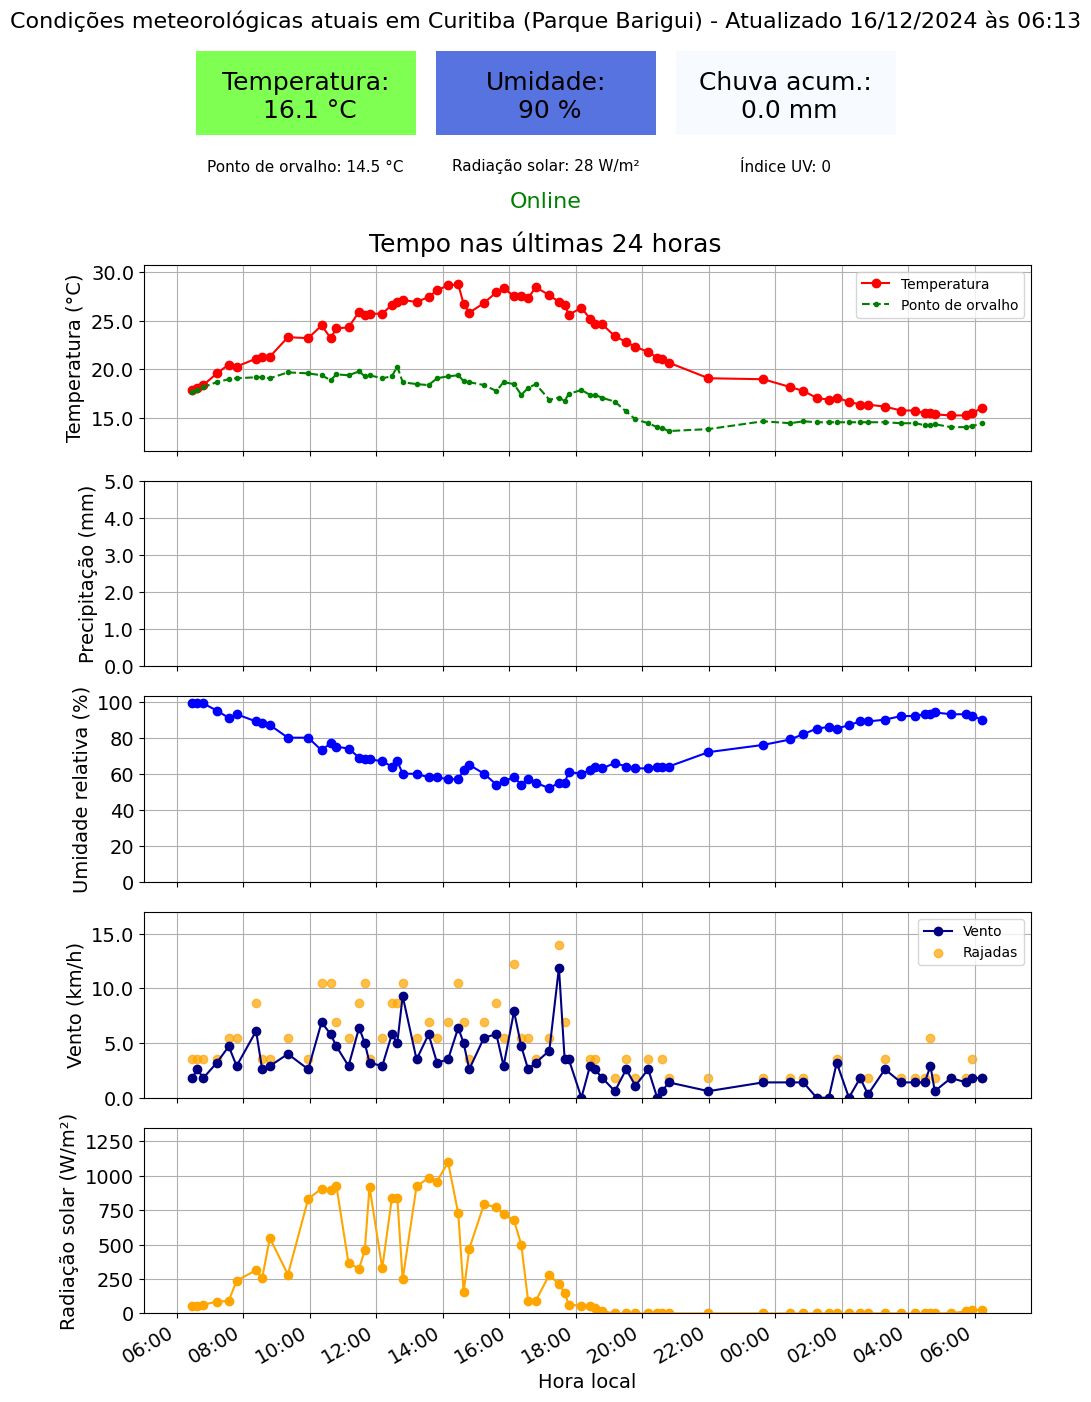 Condições meteorológicas atuais em Curitiba (Parque Barigui) - Atualizado 16/12/2024 às 06:13
Temperatura:
16.1 °C
Umidade:
90 %
Chuva acum.:
0.0 mm
Ponto de orvalho: 14.5 °C
Radiação solar: 28 W/m²
Índice UV: 0
Online
Tempo nas últimas 24 horas
Temperatura (°C)
30.0
25.0
20.0
15.0
Temperatura
Ponto de orvalho
Precipitação (mm)
5.0
4.0
3.0
2.0
1.0
0.0
Umidade relativa (%)
100
80
60
40
20
0
Vento (km/h)
15.0
10.0
5.0
0.0
Vento
Rajadas
Radiação solar (W/m²)
1250
1000
750
500
250
0
06:00
08:00
10:00
12:00
14:00
16:00
18:00
20:00
22:00
00:00
02:00
04:00
06:00
Hora local